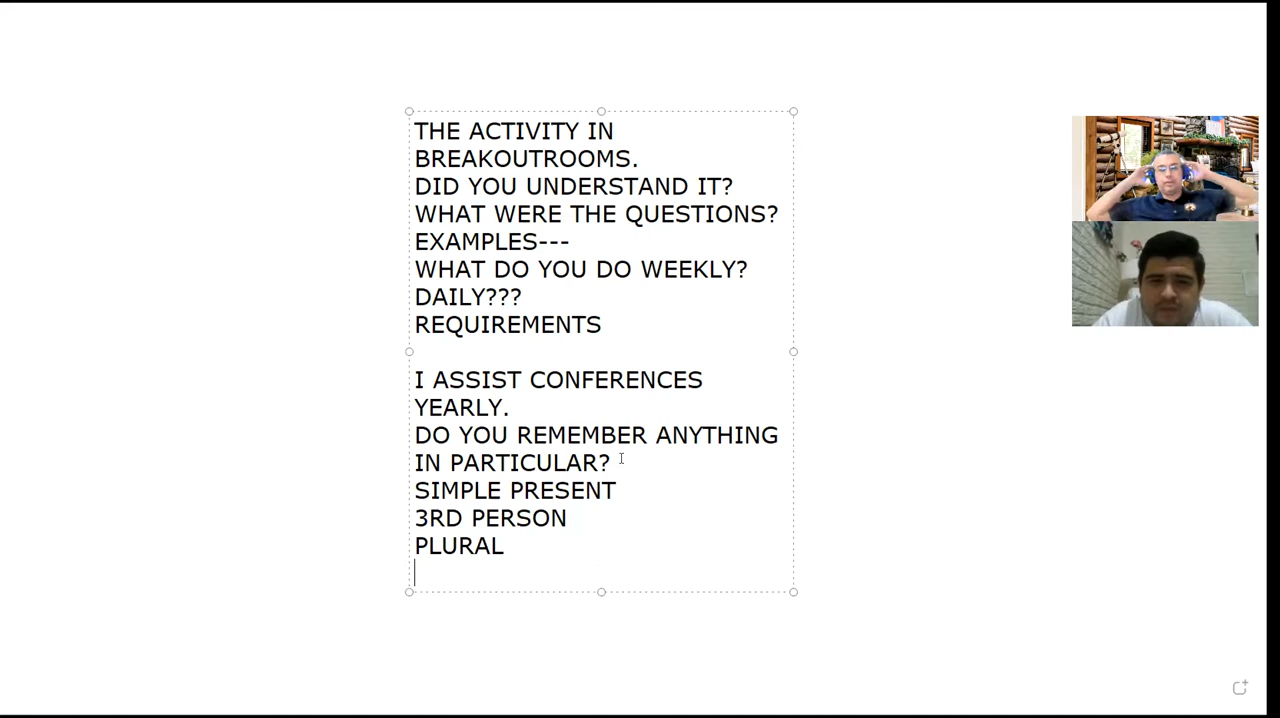 THE ACTIVITY IN
BREAKOUTROOMS.
DID YOU UNDERSTAND IT?
WHAT WERE THE QUESTIONS?
EXAMPLES---
WHAT DO YOU DO WEEKLY?
DAILY???
REQUIREMENTS
I ASSIST CONFERENCES
YEARLY.
DO YOU REMEMBER ANYTHING
IN PARTICULAR?
SIMPLE PRESENT
3RD PERSON
PLURAL